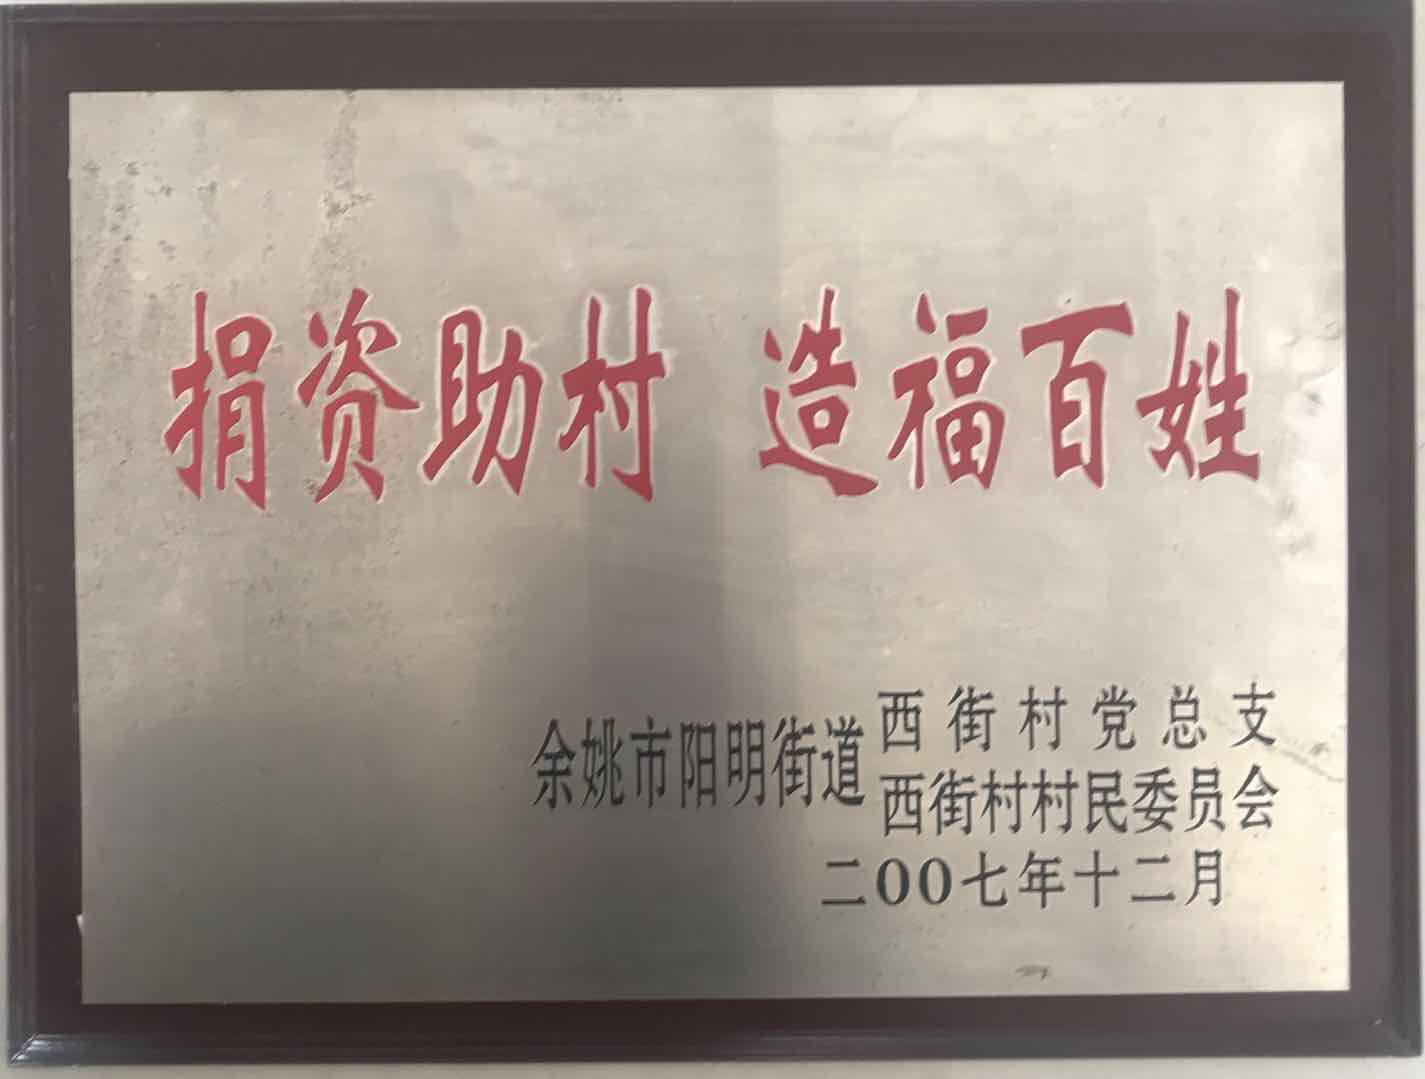 捐资助村 造福百姓
余姚市阳明街道
西街村党总支
西街村村民委员会
二00七年十二月